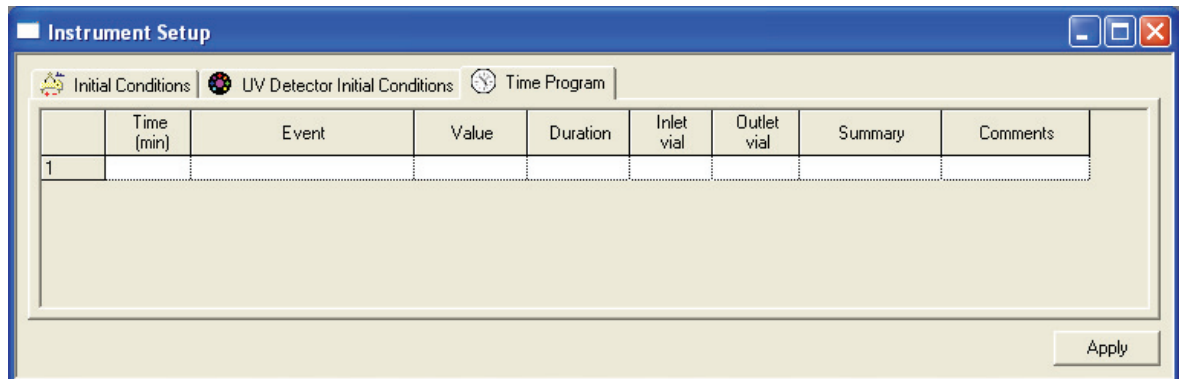 Instrument Setup
Initial Conditions UV Detector Initial Conditions Time Program
Time (min) Event Value Duration Inlet vial Outlet vial Summary Comments
1
Apply